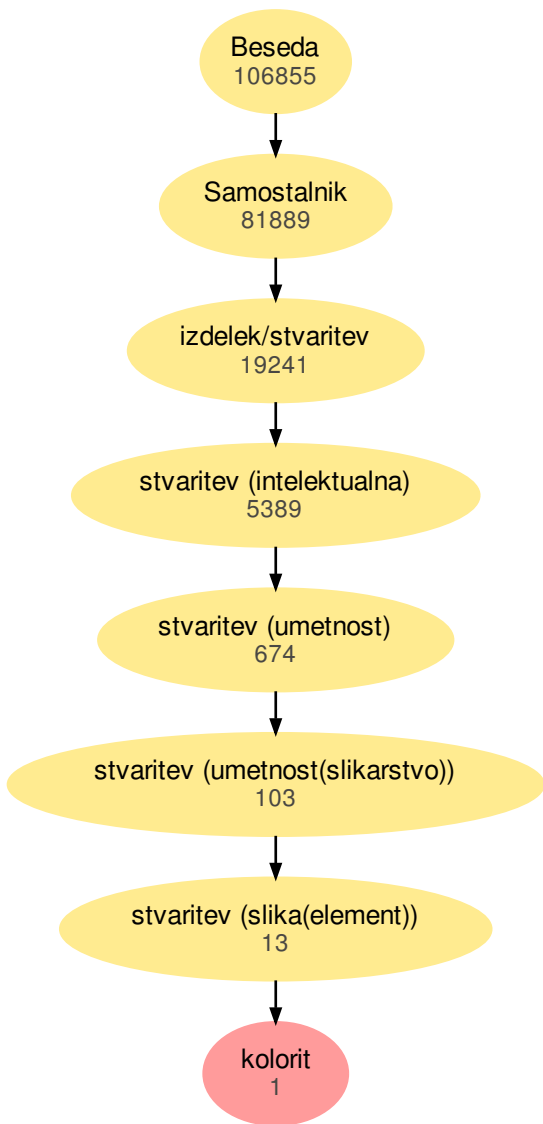 Beseda
106855
Samostalnik
81889
izdelek/stvaritev
19241
stvaritev (intelektualna)
5389
stvaritev (umetnost)
674
stvaritev (umetnost(slikarstvo))
103
stvaritev (slika(element))
13
kolorit
1